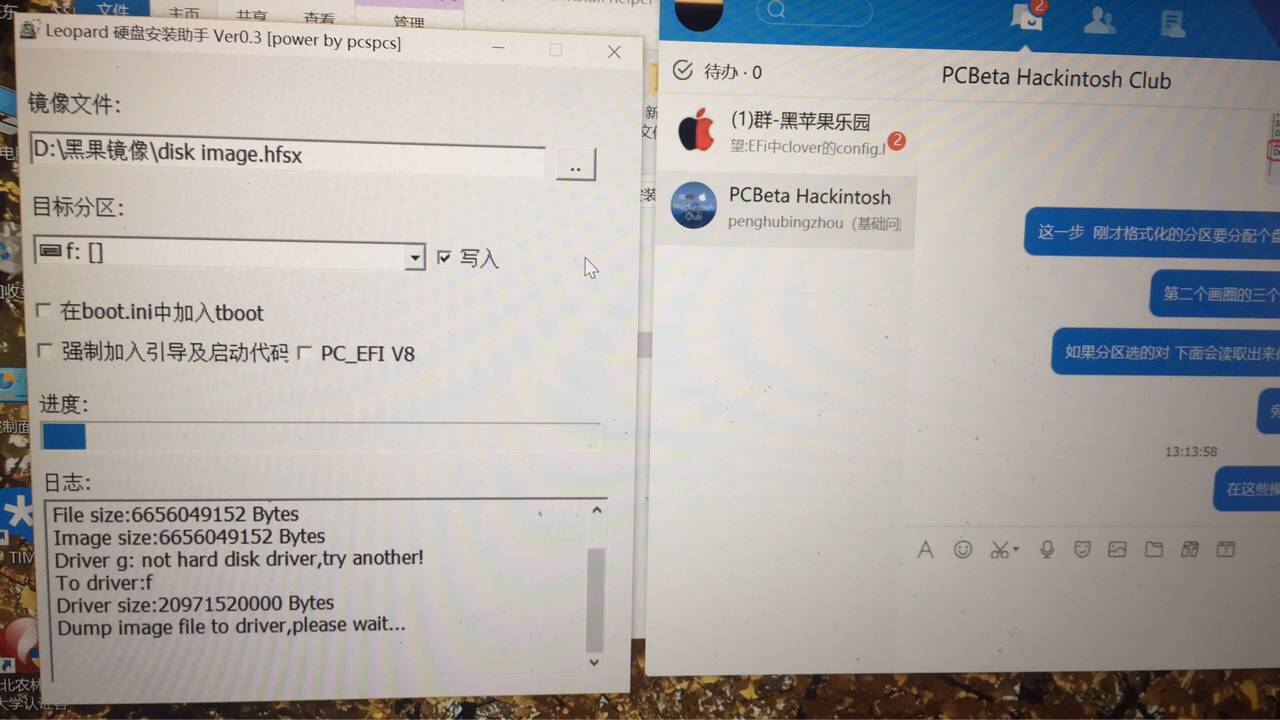 文件
主页
共享
查看
管理
Leopard 硬盘安装助手 Ver0.3 [power by pcspcs]
镜像文件:
D:\黑果镜像\disk image.hfsx
..
目标分区:
f: []
写入
在boot.ini中加入tboot
强制加入引导及启动代码
PC_EFI V8
进度:
日志:
File size:6656049152 Bytes
Image size:6656049152 Bytes
Driver g: not hard disk driver,try another!
To driver:f
Driver size:20971520000 Bytes
Dump image file to driver,please wait...
TIM
2
待办 · 0
PCBeta Hackintosh Club
(1)群-黑苹果乐园
望:EFi中clover的config.
2
PCBeta Hackintosh
penghubingzhou（基础问
这一步 刚才格式化的分区要分配个盘
第二个画圈的三个
如果分区选的对 下面会读取出来
13:13:58
在这些